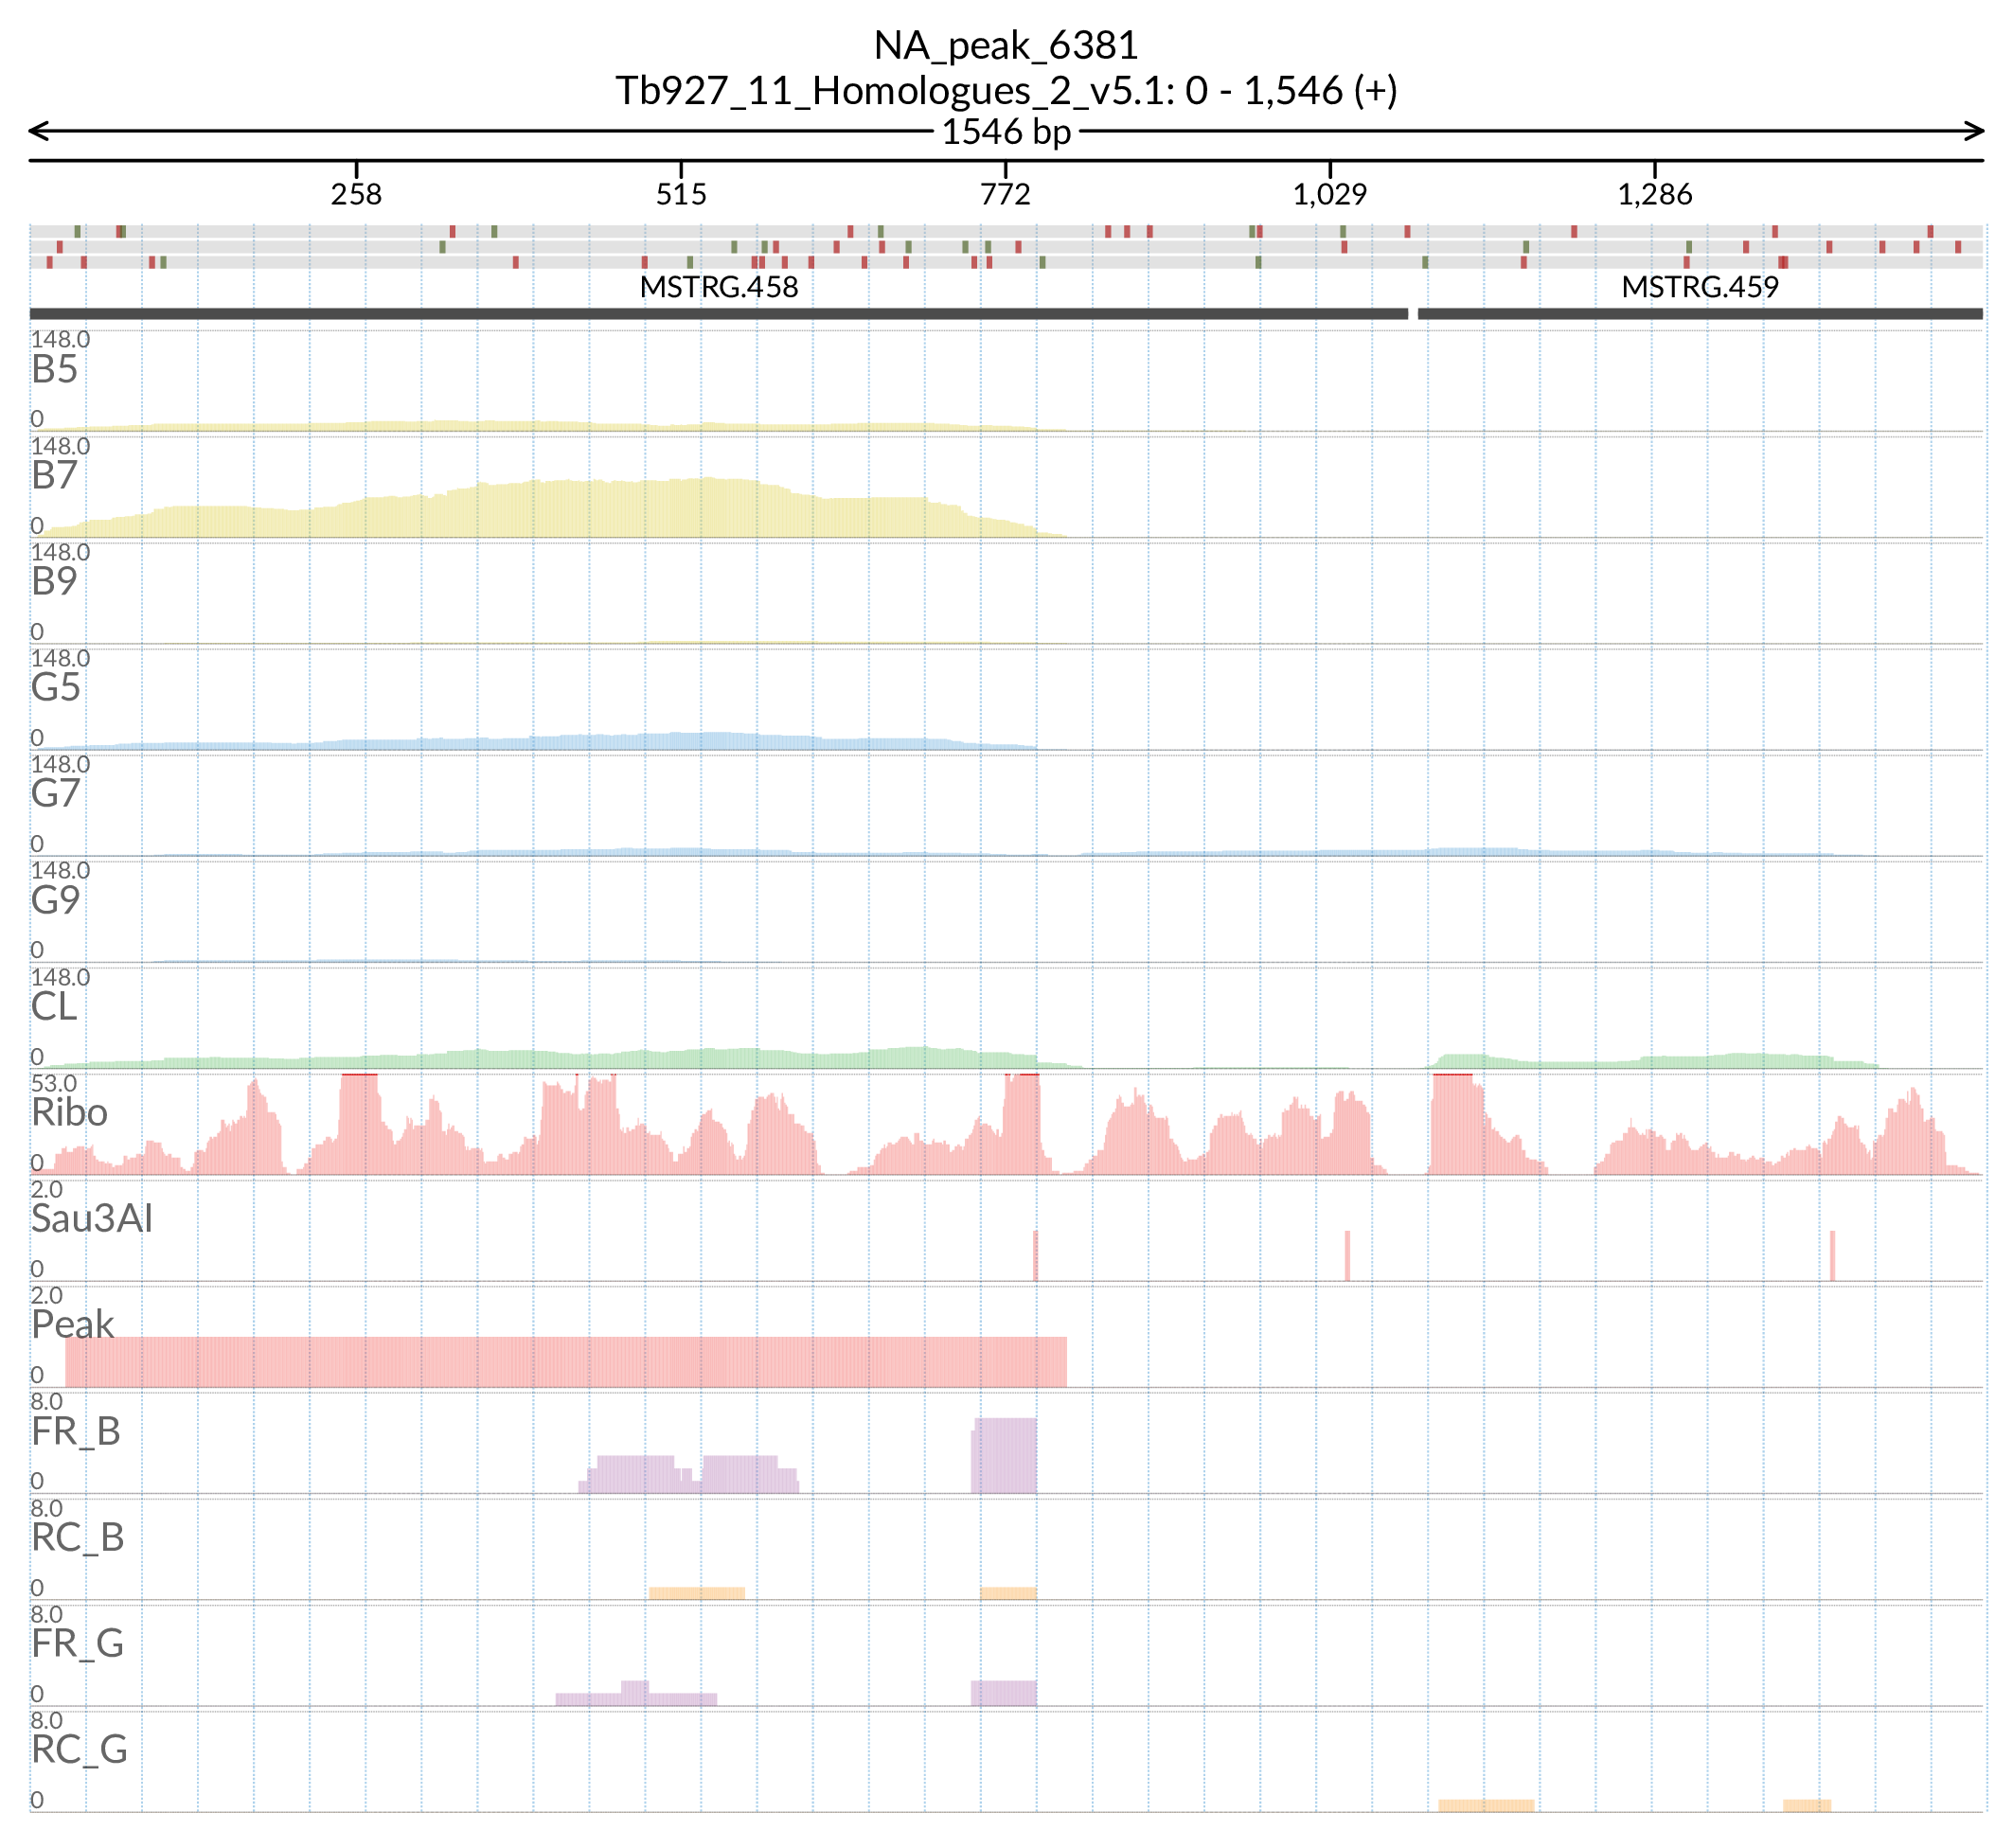 NA_peak_6381
Tb927_11_Homologues_2_v5.1: 0 - 1,546 (+)
1546 bp
258 515 772 1,029 1,286
MSTRG.458 MSTRG.459
148.0
B5
0
148.0
B7
0
148.0
B9
0
148.0
G5
0
148.0
G7
0
148.0
G9
0
148.0
CL
0
53.0
Ribo
0
2.0
Sau3AI
0
2.0
Peak
0
8.0
FR_B
0
8.0
RC_B
0
8.0
FR_G
0
8.0
RC_G
0